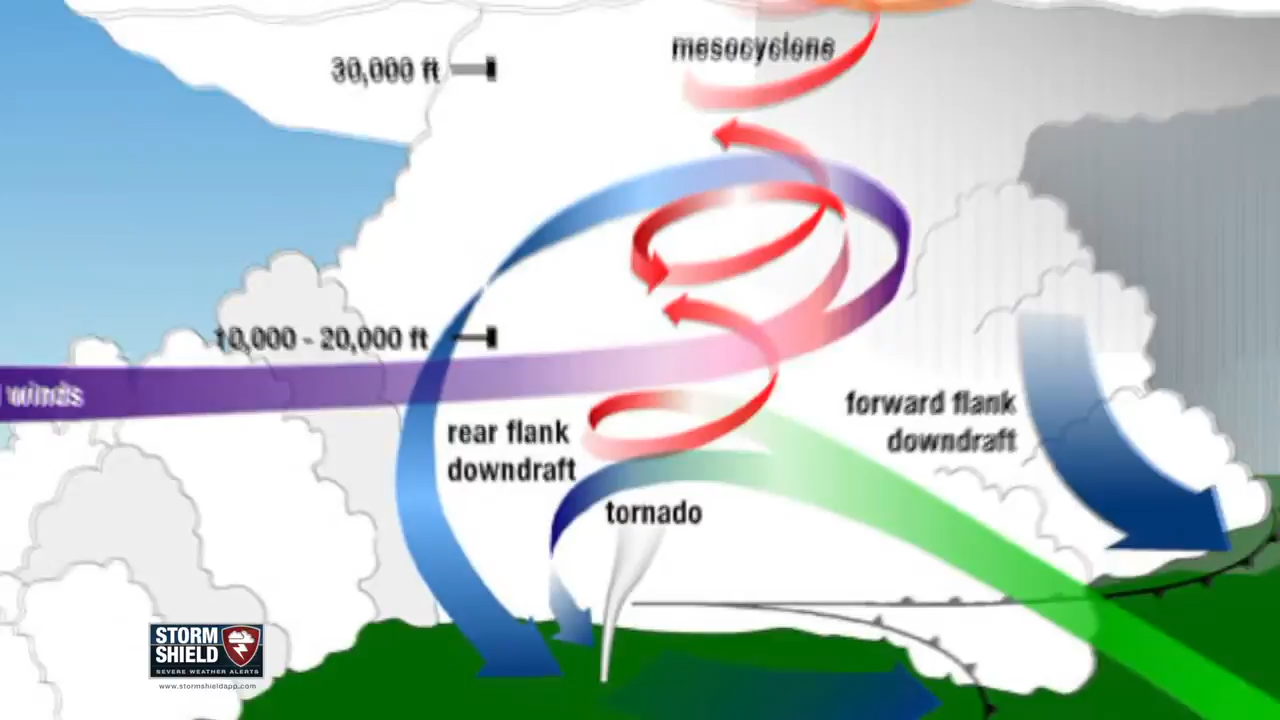 mesocyclone
30,000 ft
10,000 - 20,000 ft
winds
rear flank
downdraft
forward flank
downdraft
tornado
STORM
SHIELD
SEVERE WEATHER ALERTS
www.stormshieldapp.com